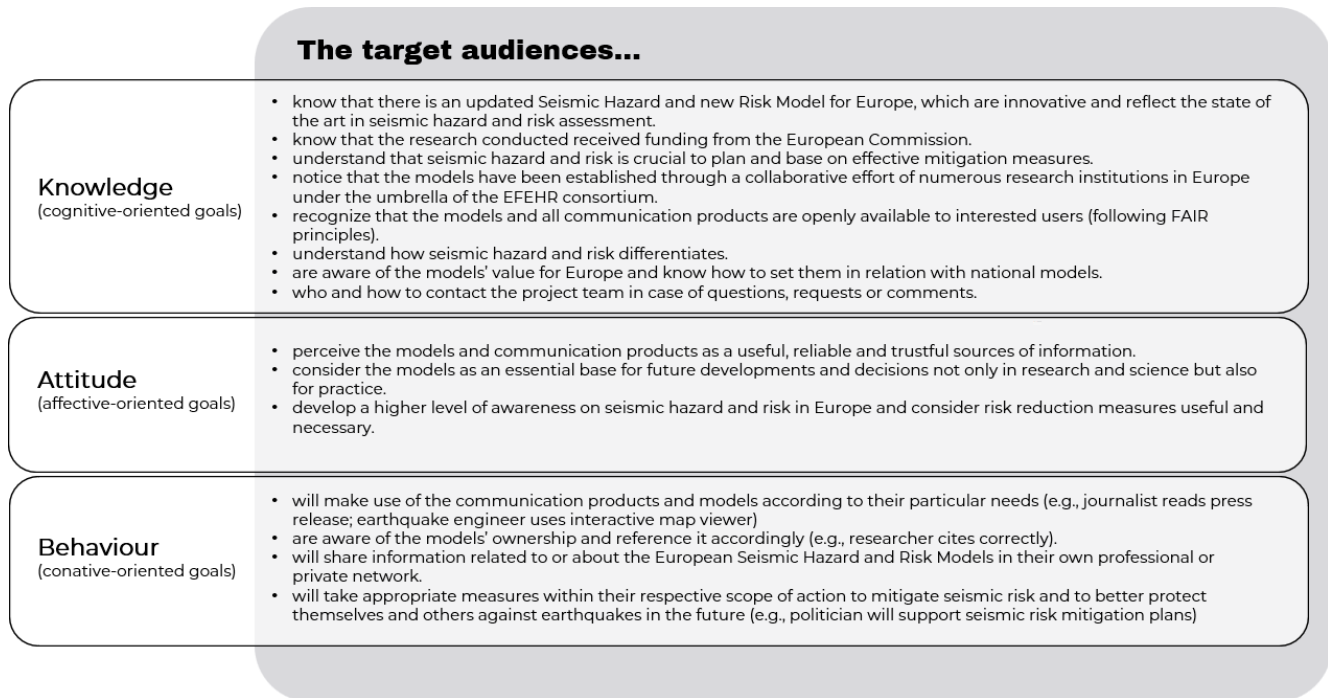 The target audiences...
Knowledge
(cognitive-oriented goals)
• know that there is an updated Seismic Hazard and new Risk Model for Europe, which are innovative and reflect the state of
the art in seismic hazard and risk assessment.
• know that the research conducted received funding from the European Commission.
• understand that seismic hazard and risk is crucial to plan and base on effective mitigation measures.
• notice that the models have been established through a collaborative effort of numerous research institutions in Europe
under the umbrella of the EFEHR consortium.
• recognize that the models and all communication products are openly available to interested users (following FAIR
principles).
• understand how seismic hazard and risk differentiates.
• are aware of the models' value for Europe and know how to set them in relation with national models.
• who and how to contact the project team in case of questions, requests or comments.
Attitude
(affective-oriented goals)
• perceive the models and communication products as a useful, reliable and trustful sources of information.
• consider the models as an essential base for future developments and decisions not only in research and science but also
for practice.
• develop a higher level of awareness on seismic hazard and risk in Europe and consider risk reduction measures useful and
necessary.
Behaviour
(conative-oriented goals)
• will make use of the communication products and models according to their particular needs (e.g., journalist reads press
release; earthquake engineer uses interactive map viewer)
• are aware of the models' ownership and reference it accordingly (e.g., researcher cites correctly).
• will share information related to or about the European Seismic Hazard and Risk Models in their own professional or
private network.
• will take appropriate measures within their respective scope of action to mitigate seismic risk and to better protect
themselves and others against earthquakes in the future (e.g., politician will support seismic risk mitigation plans)